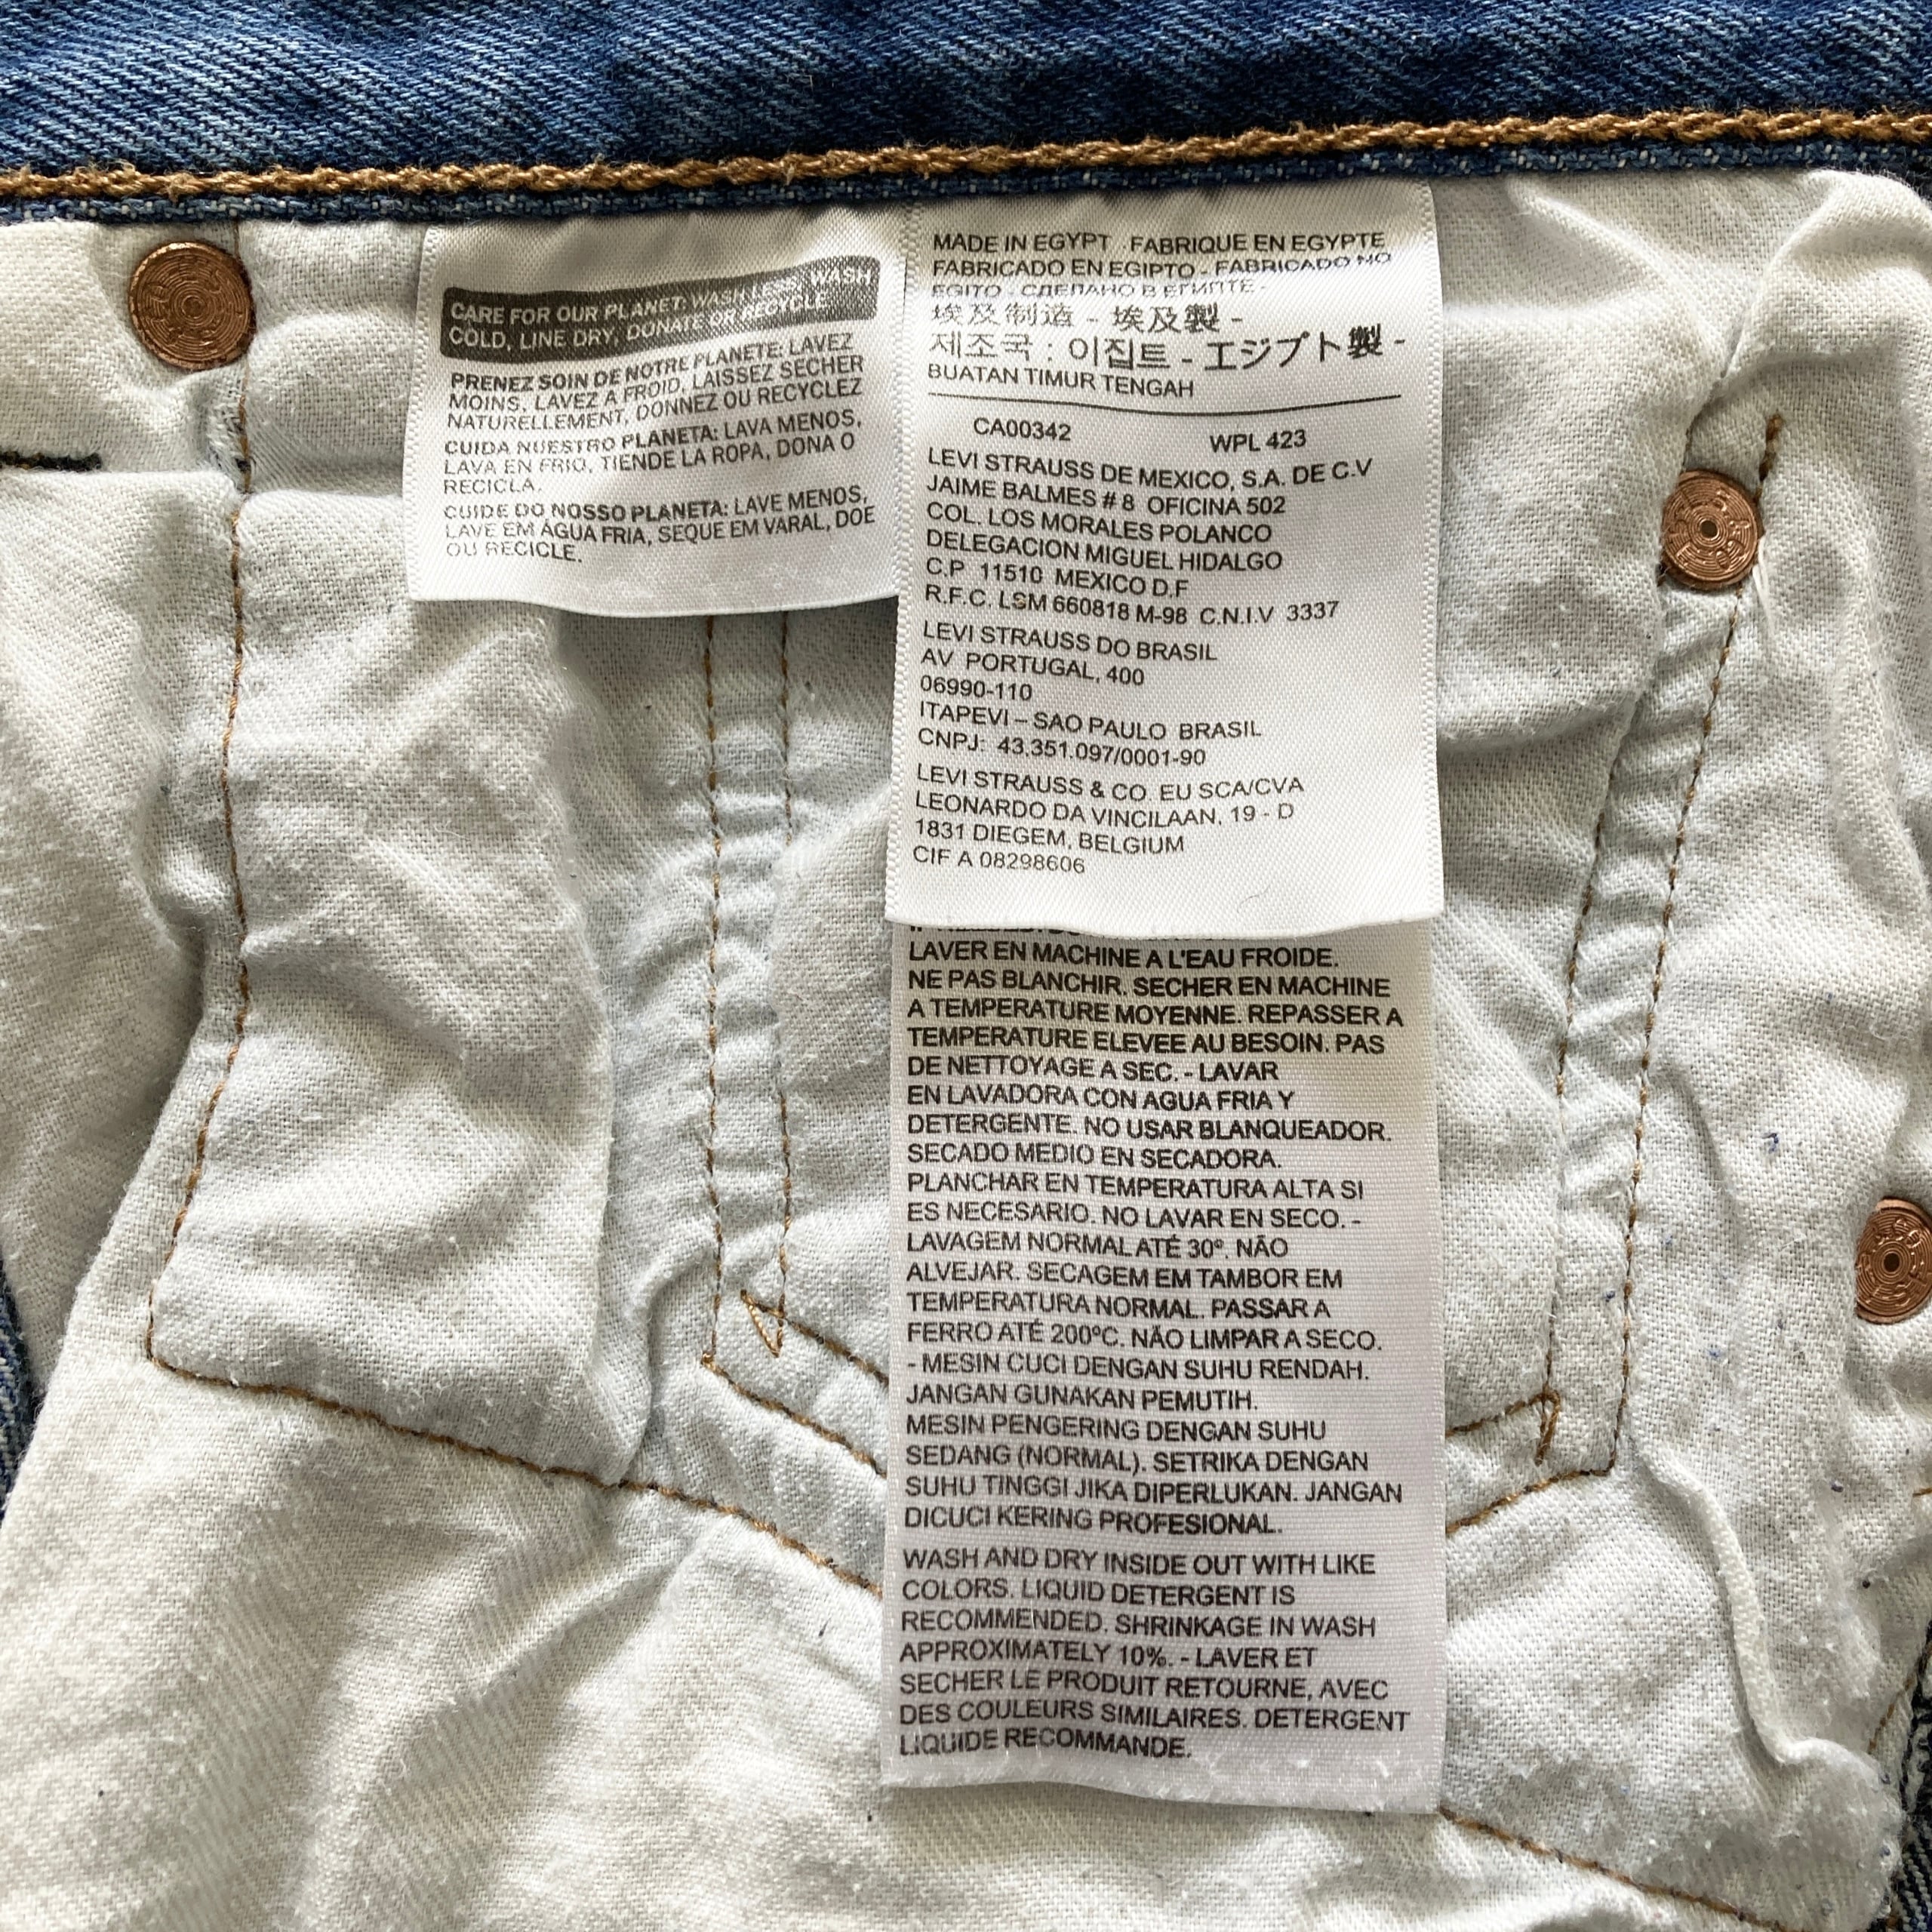 CARE FOR OUR PLANET: WASH LESS, WASH
COLD, LINE DRY, DONATE OR RECYCLE
PRENEZ SOIN DE NOTRE PLANETE: LAVEZ
MOINS, LAVEZ A FROID, LAISSEZ SECHER
NATURELLEMENT, DONNEZ OU RECYCLEZ
CUIDA NUESTRO PLANETA: LAVA MENOS,
LAVA EN FRIO, TIENDE LA ROPA, DONA O
RECICLA.
CUIDE DO NOSSO PLANETA: LAVE MENOS,
LAVE EM ÁGUA FRIA, SEQUE EM VARAL, DOE
OU RECICLE.
MADE IN EGYPT - FABRIQUE EN EGYPTE
FABRICADO EN EGIPTO - FABRICADO NO
EGITO - СДЕЛАНО В ЕГИПТЕ -
埃及制造 - 埃及製 -
제조국 : 이집트 - エジプト製 -
BUATAN TIMUR TENGAH
CA00342 WPL 423
LEVI STRAUSS DE MEXICO, S.A. DE C.V
JAIME BALMES # 8 OFICINA 502
COL. LOS MORALES POLANCO
DELEGACION MIGUEL HIDALGO
C.P 11510 MEXICO D.F
R.F.C. LSM 660818 M-98 C.N.I.V 3337
LEVI STRAUSS DO BRASIL
AV PORTUGAL, 400
06990-110
ITAPEVI – SAO PAULO BRASIL
CNPJ: 43.351.097/0001-90
LEVI STRAUSS & CO. EU SCA/CVA
LEONARDO DA VINCILAAN, 19 - D
1831 DIEGEM, BELGIUM
CIF A 08298606
LAVER EN MACHINE A L'EAU FROIDE.
NE PAS BLANCHIR. SECHER EN MACHINE
A TEMPERATURE MOYENNE. REPASSER A
TEMPERATURE ELEVEE AU BESOIN. PAS
DE NETTOYAGE A SEC. - LAVAR
EN LAVADORA CON AGUA FRIA Y
DETERGENTE. NO USAR BLANQUEADOR.
SECADO MEDIO EN SECADORA.
PLANCHAR EN TEMPERATURA ALTA SI
ES NECESARIO. NO LAVAR EN SECO. -
LAVAGEM NORMAL ATÉ 30º. NÃO
ALVEJAR. SECAGEM EM TAMBOR EM
TEMPERATURA NORMAL. PASSAR A
FERRO ATÉ 200ºC. NÃO LIMPAR A SECO.
- MESIN CUCI DENGAN SUHU RENDAH.
JANGAN GUNAKAN PEMUTIH.
MESIN PENGERING DENGAN SUHU
SEDANG (NORMAL). SETRIKA DENGAN
SUHU TINGGI JIKA DIPERLUKAN. JANGAN
DICUCI KERING PROFESIONAL.
WASH AND DRY INSIDE OUT WITH LIKE
COLORS. LIQUID DETERGENT IS
RECOMMENDED. SHRINKAGE IN WASH
APPROXIMATELY 10%. - LAVER ET
SECHER LE PRODUIT RETOURNE, AVEC
DES COULEURS SIMILAIRES. DETERGENT
LIQUIDE RECOMMANDE.